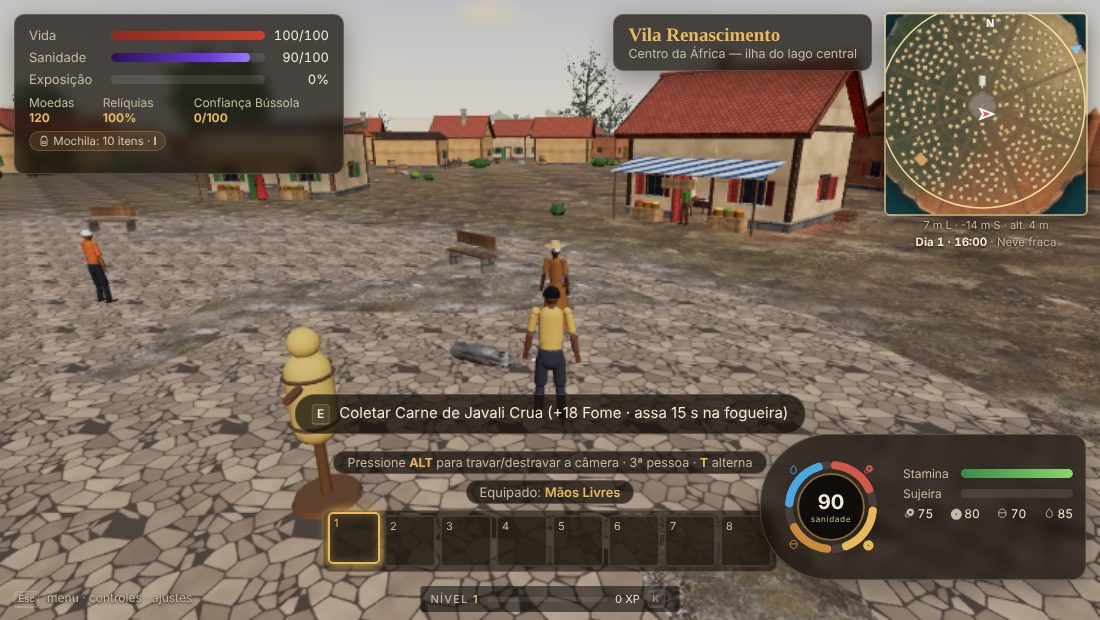 Vida 100/100
Sanidade 90/100
Exposição 0%
Moedas Relíquias Confiança Bússola
120 100% 0/100
Mochila: 10 itens · I
Vila Renascimento
Centro da África — ilha do lago central
N
7 m L · -14 m S · alt. 4 m
Dia 1 · 16:00 · Neve fraca
E Coletar Carne de Javali Crua (+18 Fome · assa 15 s na fogueira)
Pressione ALT para travar/destravar a câmera · 3ª pessoa · T alterna
Equipado: Mãos Livres
1 2 3 4 5 6 7 8
90
sanidade
Stamina
Sujeira
75 80 70 85
Esc menu · controles · ajustes
NÍVEL 1 0 XP K